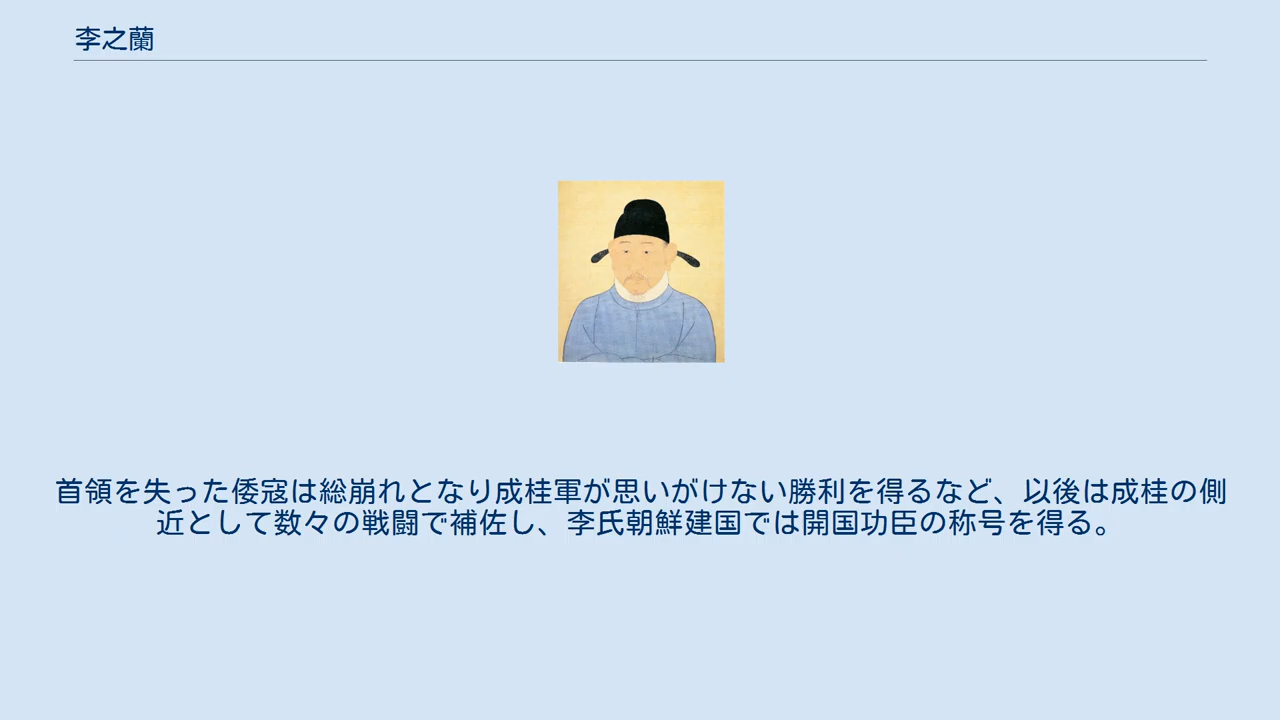 李之蘭
首領を失った倭寇は総崩れとなり成桂軍が思いがけない勝利を得るなど、以後は成桂の側
近として数々の戦闘で補佐し、李氏朝鮮建国では開国功臣の称号を得る。